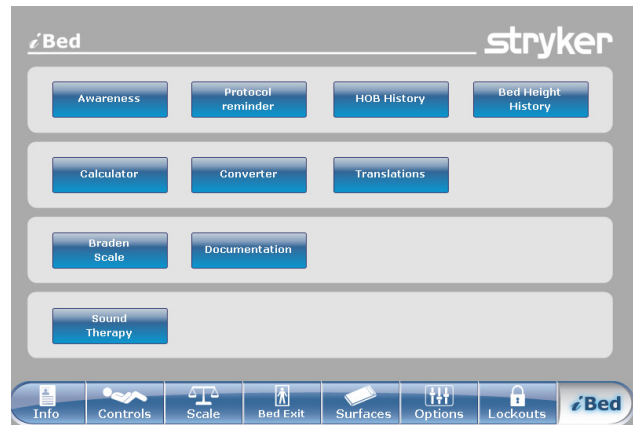 iBed
stryker
Awareness
Protocol
reminder
HOB History
Bed Height
History
Calculator
Converter
Translations
Braden
Scale
Documentation
Sound
Therapy
Info
Controls
Scale
Bed Exit
Surfaces
Options
Lockouts
iBed